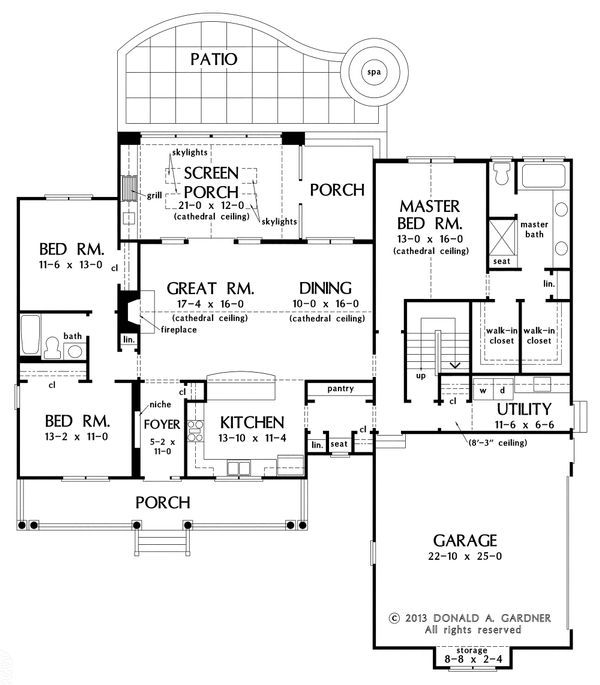 PATIO
spa
skylights
SCREEN
PORCH
21-0 x 12-0
(cathedral ceiling)
grill
skylights
PORCH
MASTER
BED RM.
13-0 x 16-0
(cathedral ceiling)
master
bath
seat
lin.
BED RM.
11-6 x 13-0
cl
GREAT RM.
17-4 x 16-0
(cathedral ceiling)
fireplace
DINING
10-0 x 16-0
(cathedral ceiling)
walk-in
closet
walk-in
closet
bath
lin.
up
cl
BED RM.
13-2 x 11-0
niche
cl
FOYER
5-2 x
11-0
KITCHEN
13-10 x 11-4
pantry
lin.
seat
cl
cl
w
d
UTILITY
11-6 x 6-6
(8'-3" ceiling)
PORCH
GARAGE
22-10 x 25-0
© 2013 DONALD A. GARDNER
All rights reserved
storage
8-8 x 2-4